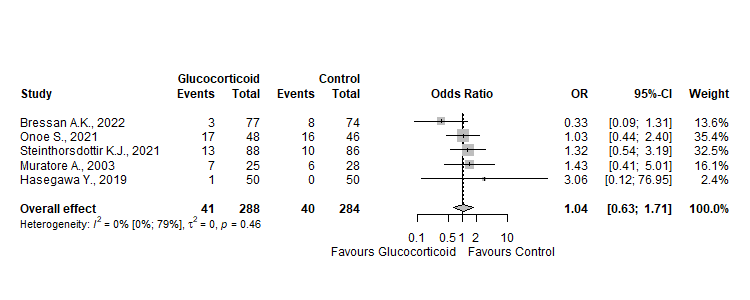 Glucocorticoid Control
Study Events Total Events Total Odds Ratio OR 95%-CI Weight
Bressan A.K., 2022 3 77 8 74 0.33 [0.09; 1.31] 13.6%
Onoe S., 2021 17 48 16 46 1.03 [0.44; 2.40] 35.4%
Steinthorsdottir K.J., 2021 13 88 10 86 1.32 [0.54; 3.19] 32.5%
Muratore A., 2003 7 25 6 28 1.43 [0.41; 5.01] 16.1%
Hasegawa Y., 2019 1 50 0 50 3.06 [0.12; 76.95] 2.4%
Overall effect 41 288 40 284 1.04 [0.63; 1.71] 100.0%
Heterogeneity: I² = 0% [0%; 79%], τ² = 0, p = 0.46
0.1 0.5 1 2 10
Favours Glucocorticoid Favours Control